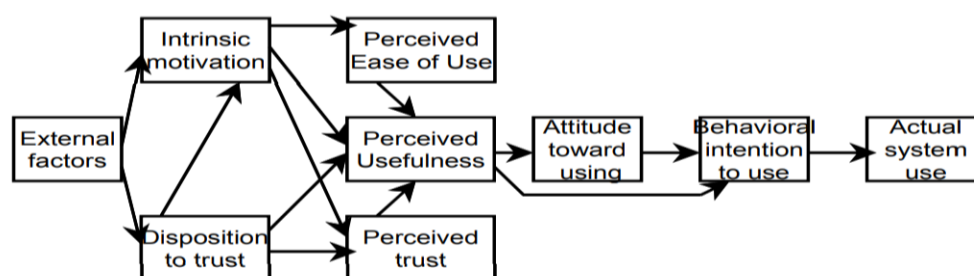 Intrinsic
motivation
Perceived
Ease of Use
External
factors
Perceived
Usefulness
Attitude
toward
using
Behavioral
intention
to use
Actual
system
use
Disposition
to trust
Perceived
trust